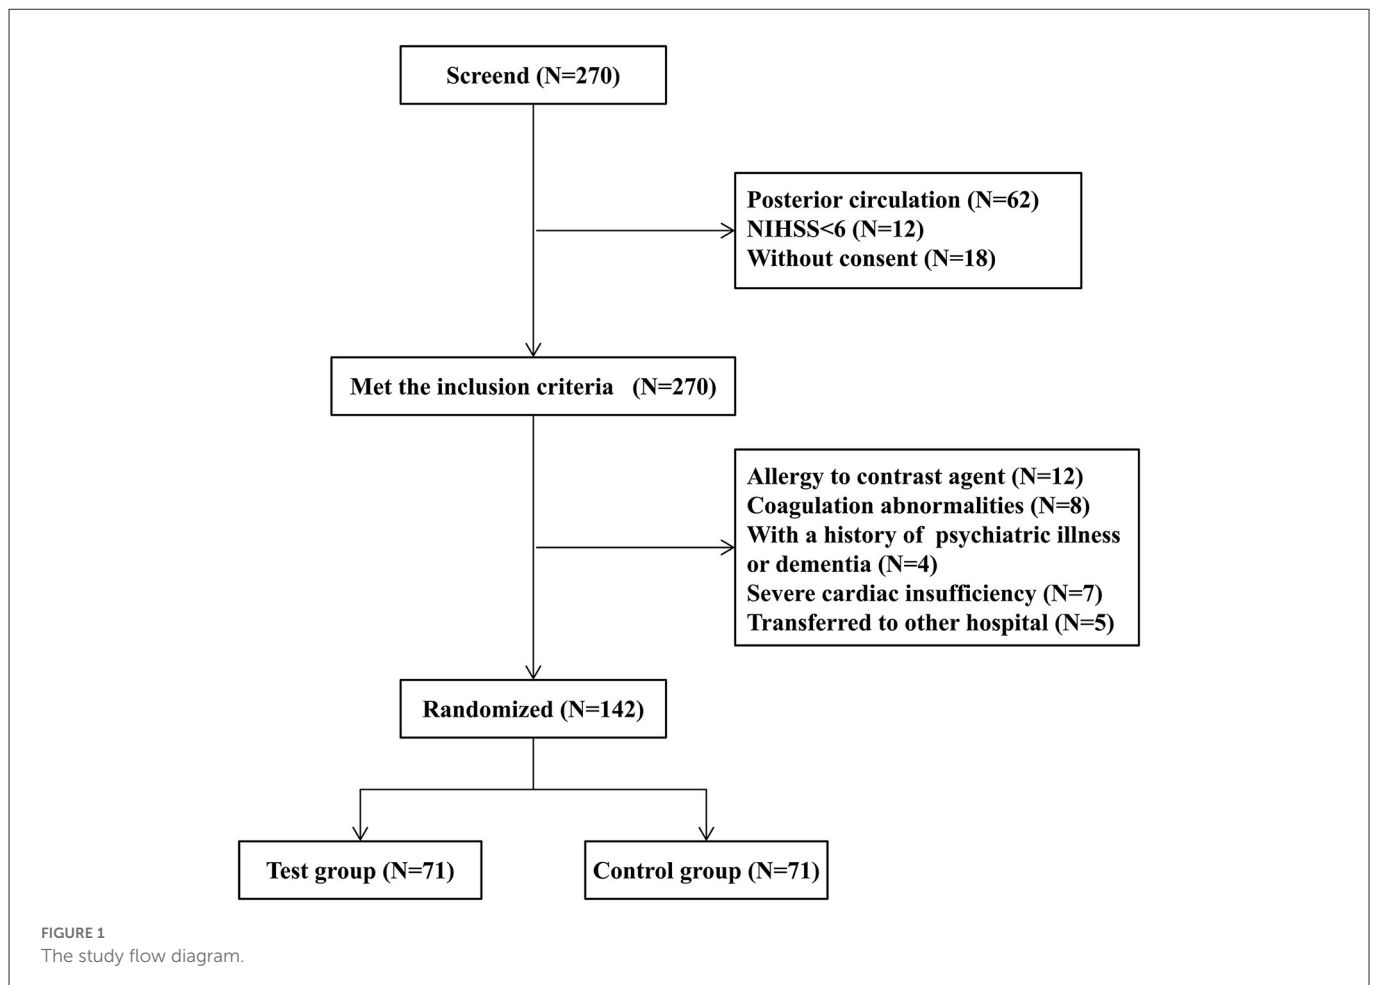 Screend (N=270)
Posterior circulation (N=62)
NIHSS<6 (N=12)
Without consent (N=18)
Met the inclusion criteria (N=270)
Allergy to contrast agent (N=12)
Coagulation abnormalities (N=8)
With a history of psychiatric illness
or dementia (N=4)
Severe cardiac insufficiency (N=7)
Transferred to other hospital (N=5)
Randomized (N=142)
Test group (N=71)
Control group (N=71)
FIGURE 1
The study flow diagram.